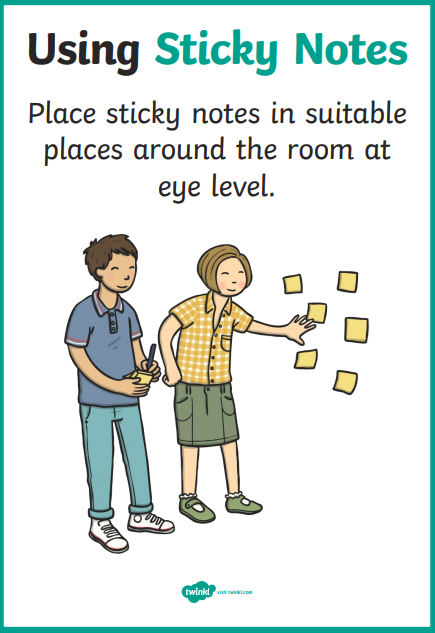 Using Sticky Notes
Place sticky notes in suitable
places around the room at
eye level.
twinkl visit twinkl.com